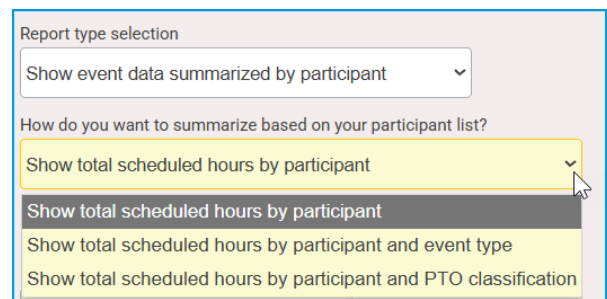 Report type selection
Show event data summarized by participant
How do you want to summarize based on your participant list?
Show total scheduled hours by participant
Show total scheduled hours by participant
Show total scheduled hours by participant and event type
Show total scheduled hours by participant and PTO classification